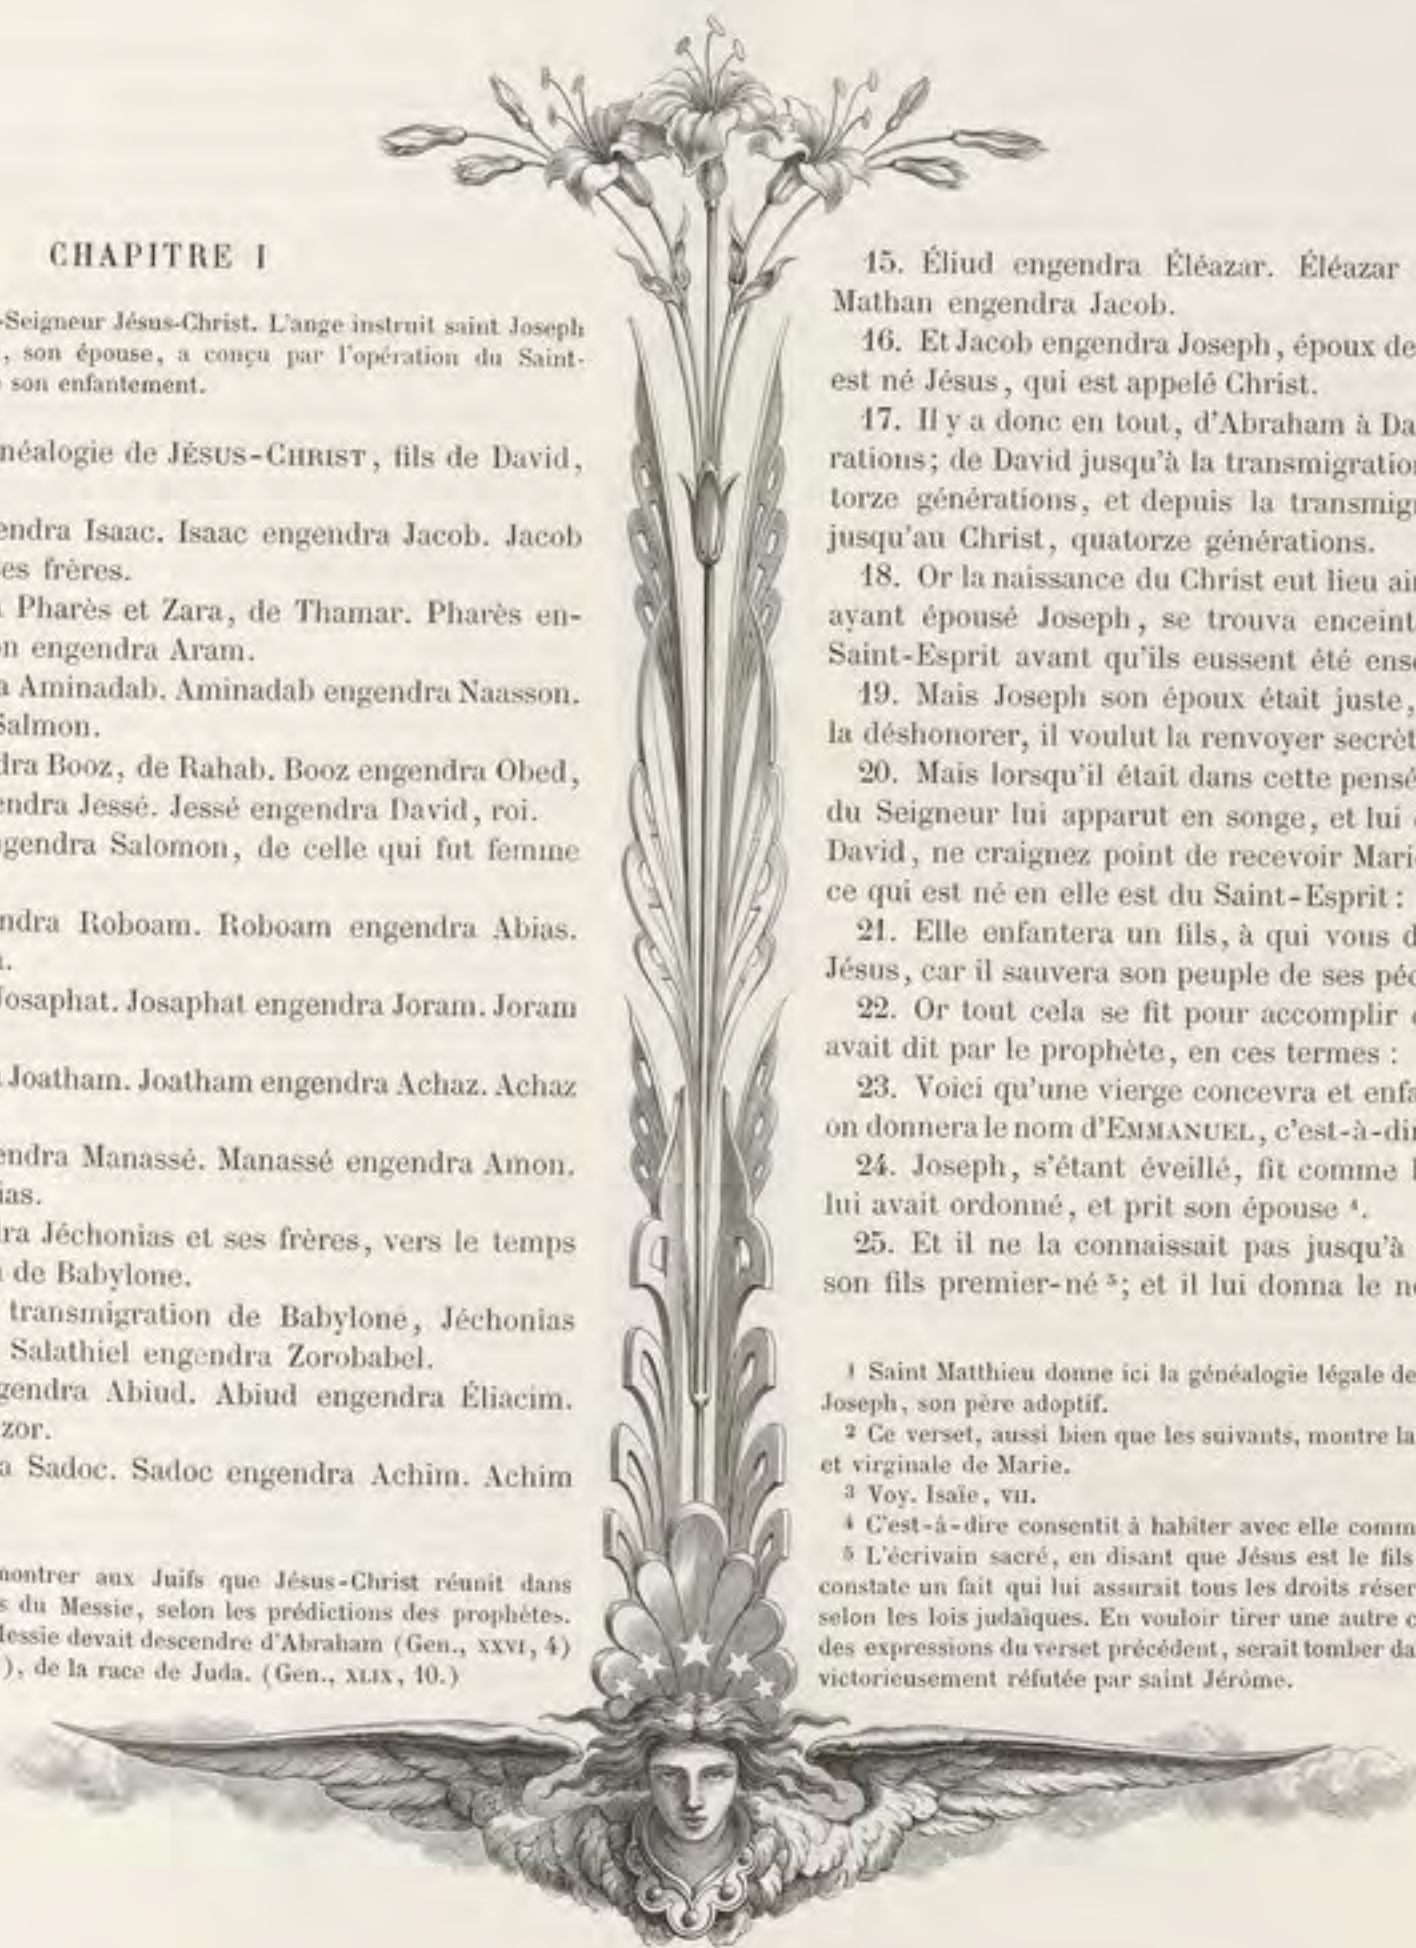 CHAPITRE I
-Seigneur Jésus-Christ. L'ange instruit saint Joseph
, son épouse, a conçu par l'opération du Saint-
son enfantement.
néalogie de JÉSUS-CHRIST, fils de David,
endra Isaac. Isaac engendra Jacob. Jacob
es frères.
Pharès et Zara, de Thamar. Pharès en-
n engendra Aram.
a Aminadab. Aminadab engendra Naasson.
Salmon.
dra Booz, de Rahab. Booz engendra Obed,
endra Jessé. Jessé engendra David, roi.
gendra Salomon, de celle qui fut femme
ndra Roboam. Roboam engendra Abias.
Josaphat. Josaphat engendra Joram. Joram
Joatham. Joatham engendra Achaz. Achaz
endra Manassé. Manassé engendra Amon.
ias.
ra Jéchonias et ses frères, vers le temps
de Babylone.
transmigration de Babylone, Jéchonias
Salathiel engendra Zorobabel.
gendra Abiud. Abiud engendra Éliacim.
zor.
a Sadoc. Sadoc engendra Achim. Achim
montrer aux Juifs que Jésus-Christ réunit dans
s du Messie, selon les prédictions des prophètes.
Messie devait descendre d'Abraham (Gen., XXVI, 4)
), de la race de Juda. (Gen., XLIX, 10.)
15. Éliud engendra Éléazar. Éléazar
Mathan engendra Jacob.
16. Et Jacob engendra Joseph, époux de
est né Jésus, qui est appelé Christ.
17. Il y a donc en tout, d'Abraham à Da
rations; de David jusqu'à la transmigration
torze générations, et depuis la transmigr
jusqu'au Christ, quatorze générations.
18. Or la naissance du Christ eut lieu ain
ayant épousé Joseph, se trouva enceint
Saint-Esprit avant qu'ils eussent été ense
19. Mais Joseph son époux était juste,
la déshonorer, il voulut la renvoyer secrèt
20. Mais lorsqu'il était dans cette pensé
du Seigneur lui apparut en songe, et lui
David, ne craignez point de recevoir Marie
ce qui est né en elle est du Saint-Esprit :
21. Elle enfantera un fils, à qui vous d
Jésus, car il sauvera son peuple de ses péc
22. Or tout cela se fit pour accomplir
avait dit par le prophète, en ces termes :
23. Voici qu'une vierge concevra et enfa
on donnera le nom d'EMMANUEL, c'est-à-dir
24. Joseph, s'étant éveillé, fit comme l
lui avait ordonné, et prit son épouse ⁴.
25. Et il ne la connaissait pas jusqu'à
son fils premier-né ⁵; et il lui donna le no
1 Saint Matthieu donne ici la généalogie légale de
Joseph, son père adoptif.
2 Ce verset, aussi bien que les suivants, montre la
et virginale de Marie.
3 Voy. Isaïe, VII.
4 C'est-à-dire consentit à habiter avec elle comm
5 L'écrivain sacré, en disant que Jésus est le fils
constate un fait qui lui assurait tous les droits réser
selon les lois judaïques. En vouloir tirer une autre c
des expressions du verset précédent, serait tomber da
victorieusement réfutée par saint Jérôme.